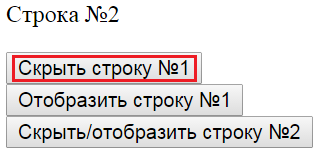 Строка №2
Скрыть строку №1
Отобразить строку №1
Скрыть/отобразить строку №2